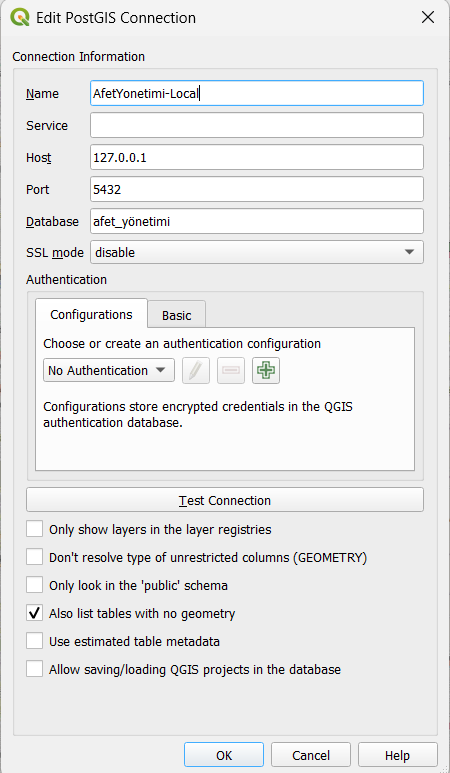 Edit PostGIS Connection
Connection Information
Name AfetYonetimi-Local
Service
Host 127.0.0.1
Port 5432
Database afet_yönetimi
SSL mode disable
Authentication
Configurations Basic
Choose or create an authentication configuration
No Authentication
Configurations store encrypted credentials in the QGIS
authentication database.
Test Connection
Only show layers in the layer registries
Don't resolve type of unrestricted columns (GEOMETRY)
Only look in the 'public' schema
Also list tables with no geometry
Use estimated table metadata
Allow saving/loading QGIS projects in the database
OK Cancel Help